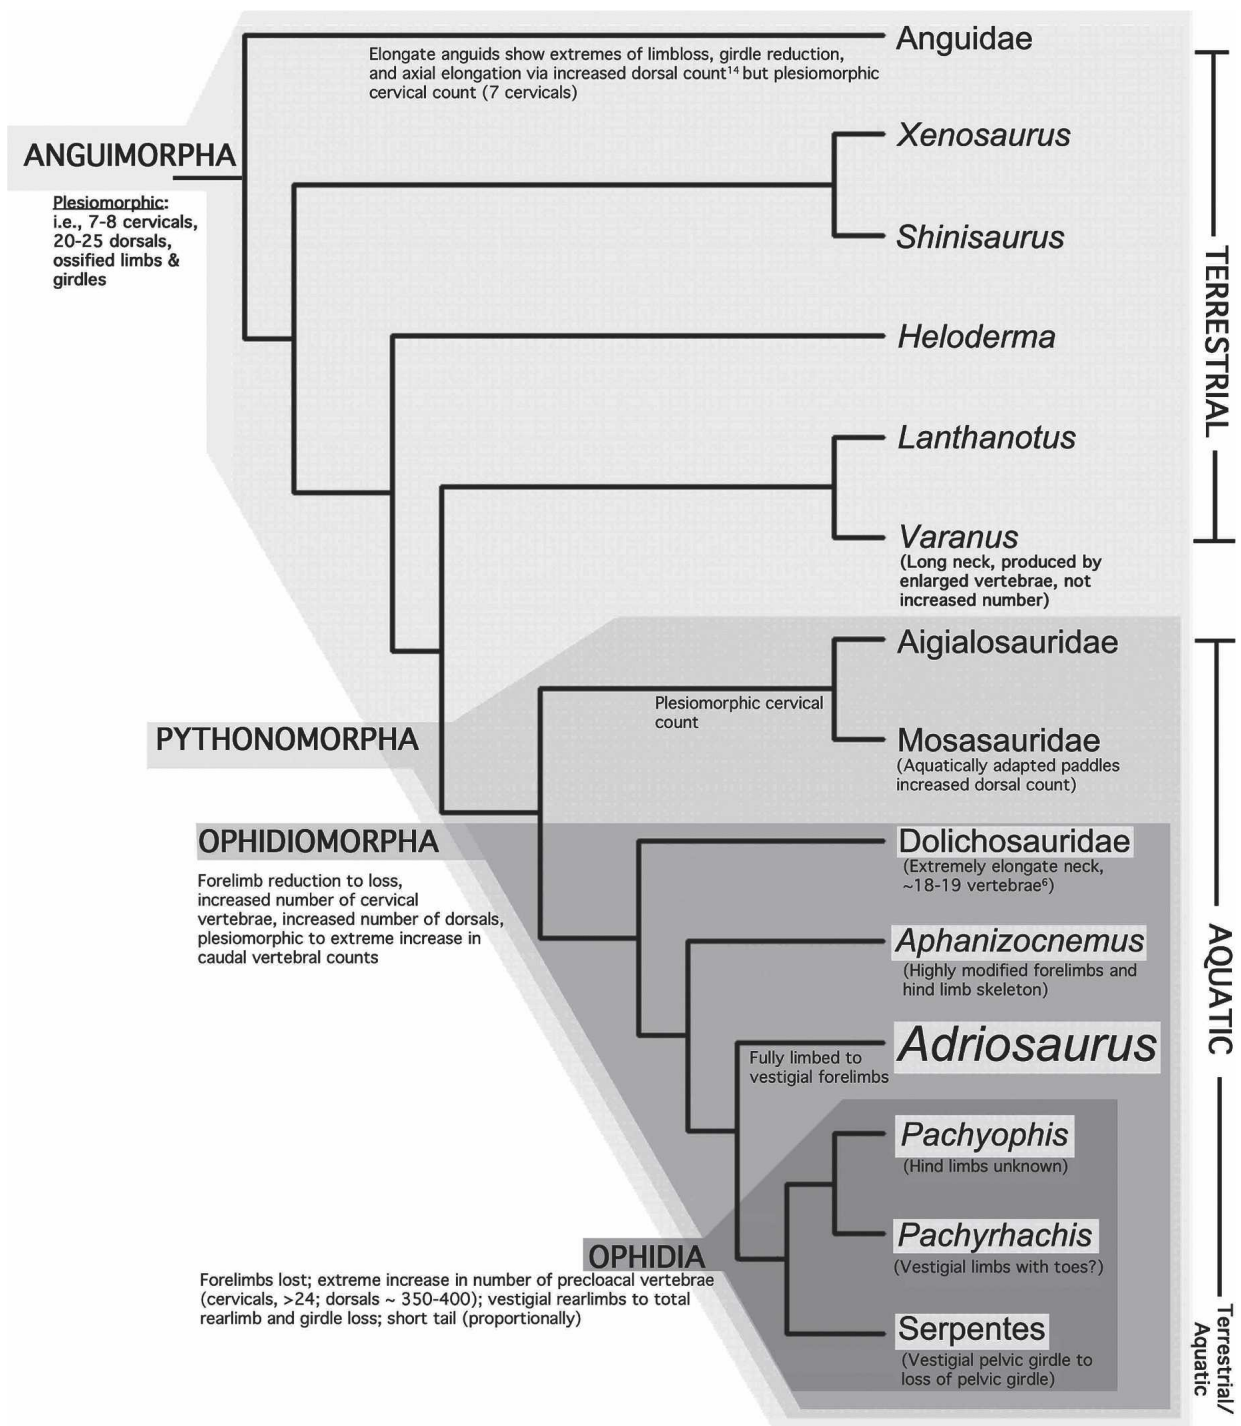 Anguidae
Elongate anguids show extremes of limbloss, girdle reduction,
and axial elongation via increased dorsal count¹⁴ but plesiomorphic
cervical count (7 cervicals)
ANGUIMORPHA
Plesiomorphic:
i.e., 7-8 cervicals,
20-25 dorsals,
ossified limbs &
girdles
Xenosaurus
Shinisaurus
Heloderma
Lanthanotus
Varanus
(Long neck, produced by
enlarged vertebrae, not
increased number)
TERRESTRIAL
PYTHONOMORPHA
Aigialosauridae
Plesiomorphic cervical
count
Mosasauridae
(Aquatically adapted paddles
increased dorsal count)
OPHIDIOMORPHA
Forelimb reduction to loss,
increased number of cervical
vertebrae, increased number of dorsals,
plesiomorphic to extreme increase in
caudal vertebral counts
Dolichosauridae
(Extremely elongate neck,
~18-19 vertebrae⁶)
Aphanizocnemus
(Highly modified forelimbs and
hind limb skeleton)
Adriosaurus
Fully limbed to
vestigial forelimbs
AQUATIC
Pachyophis
(Hind limbs unknown)
Pachyrhachis
(Vestigial limbs with toes?)
OPHIDIA
Forelimbs lost; extreme increase in number of precloacal vertebrae
(cervicals, >24; dorsals ~ 350-400); vestigial rearlimbs to total
rearlimb and girdle loss; short tail (proportionally)
Serpentes
(Vestigial pelvic girdle to
loss of pelvic girdle)
Terrestrial/
Aquatic